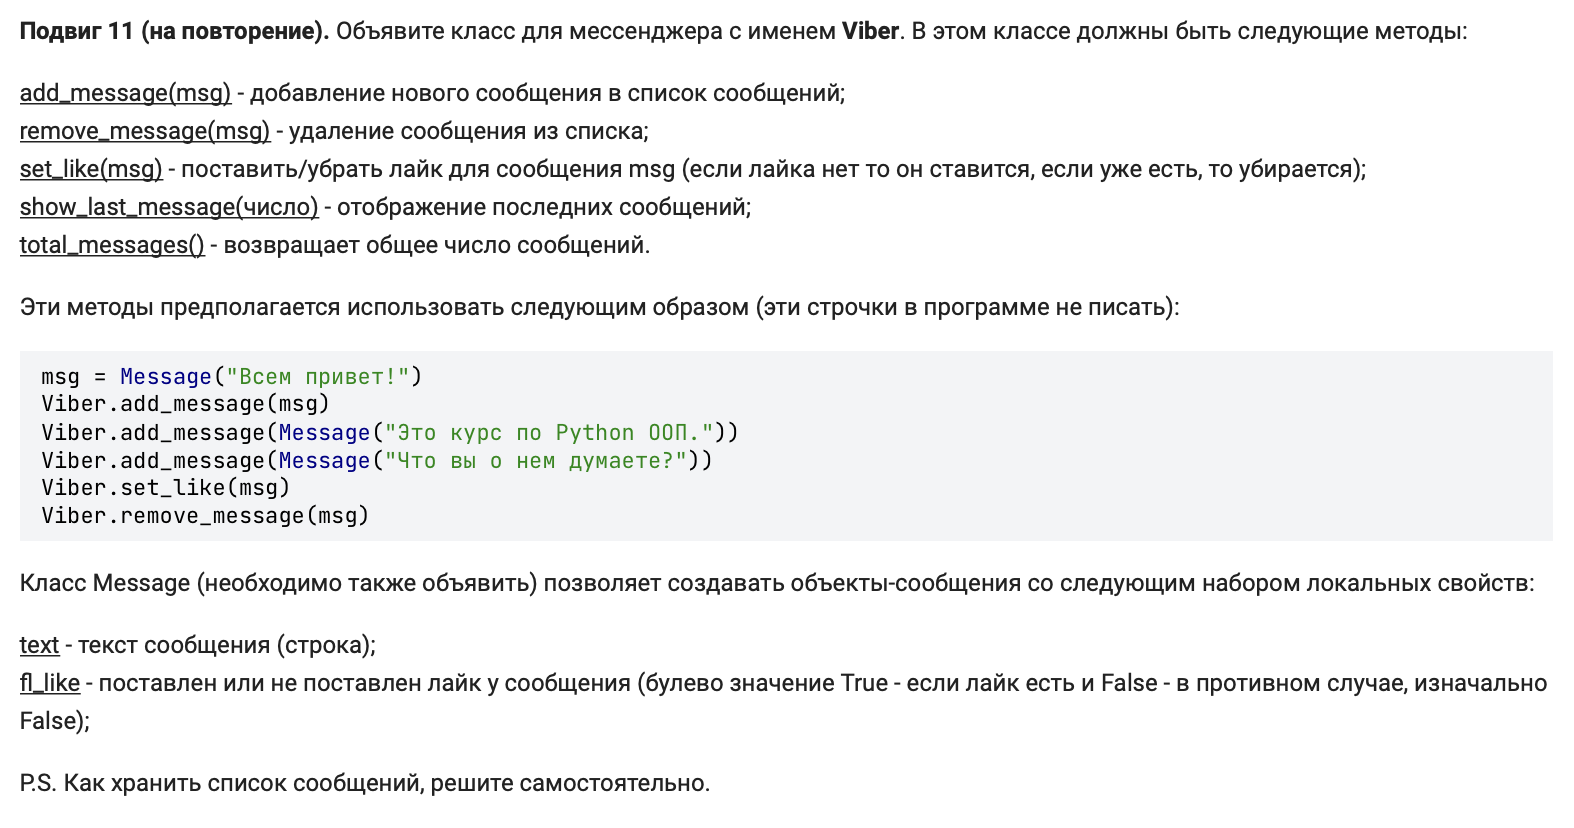 Подвиг 11 (на повторение). Объявите класс для мессенджера с именем Viber. В этом классе должны быть следующие методы:
add_message(msg) - добавление нового сообщения в список сообщений;
remove_message(msg) - удаление сообщения из списка;
set_like(msg) - поставить/убрать лайк для сообщения msg (если лайка нет то он ставится, если уже есть, то убирается);
show_last_message(число) - отображение последних сообщений;
total_messages() - возвращает общее число сообщений.
Эти методы предполагается использовать следующим образом (эти строчки в программе не писать):
msg = Message("Всем привет!")
Viber.add_message(msg)
Viber.add_message(Message("Это курс по Python ООП."))
Viber.add_message(Message("Что вы о нем думаете?"))
Viber.set_like(msg)
Viber.remove_message(msg)
Класс Message (необходимо также объявить) позволяет создавать объекты-сообщения со следующим набором локальных свойств:
text - текст сообщения (строка);
fl_like - поставлен или не поставлен лайк у сообщения (булево значение True - если лайк есть и False - в противном случае, изначально
False);
P.S. Как хранить список сообщений, решите самостоятельно.